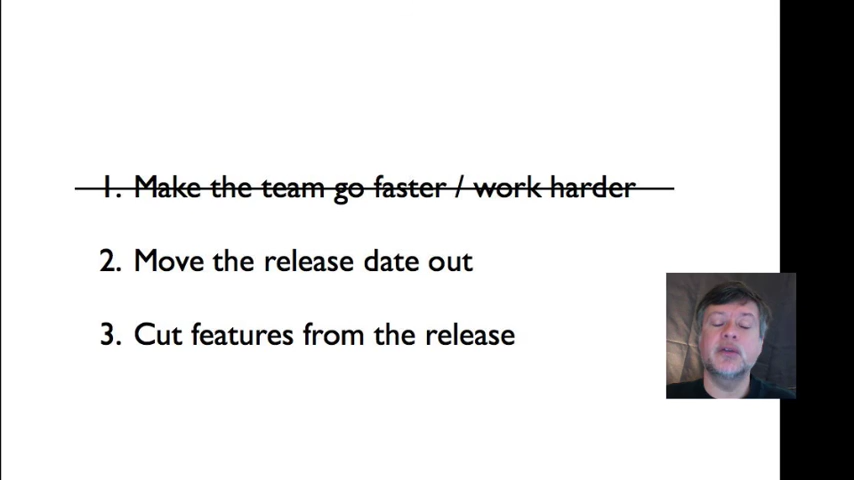 1. Make the team go faster / work harder
2. Move the release date out
3. Cut features from the release